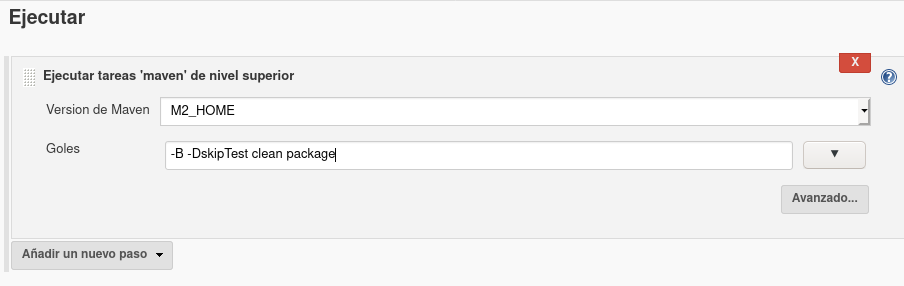 Ejecutar
X
Ejecutar tareas 'maven' de nivel superior
?
Version de Maven
M2_HOME
Goles
-B -DskipTest clean package
▼
Avanzado...
Añadir un nuevo paso